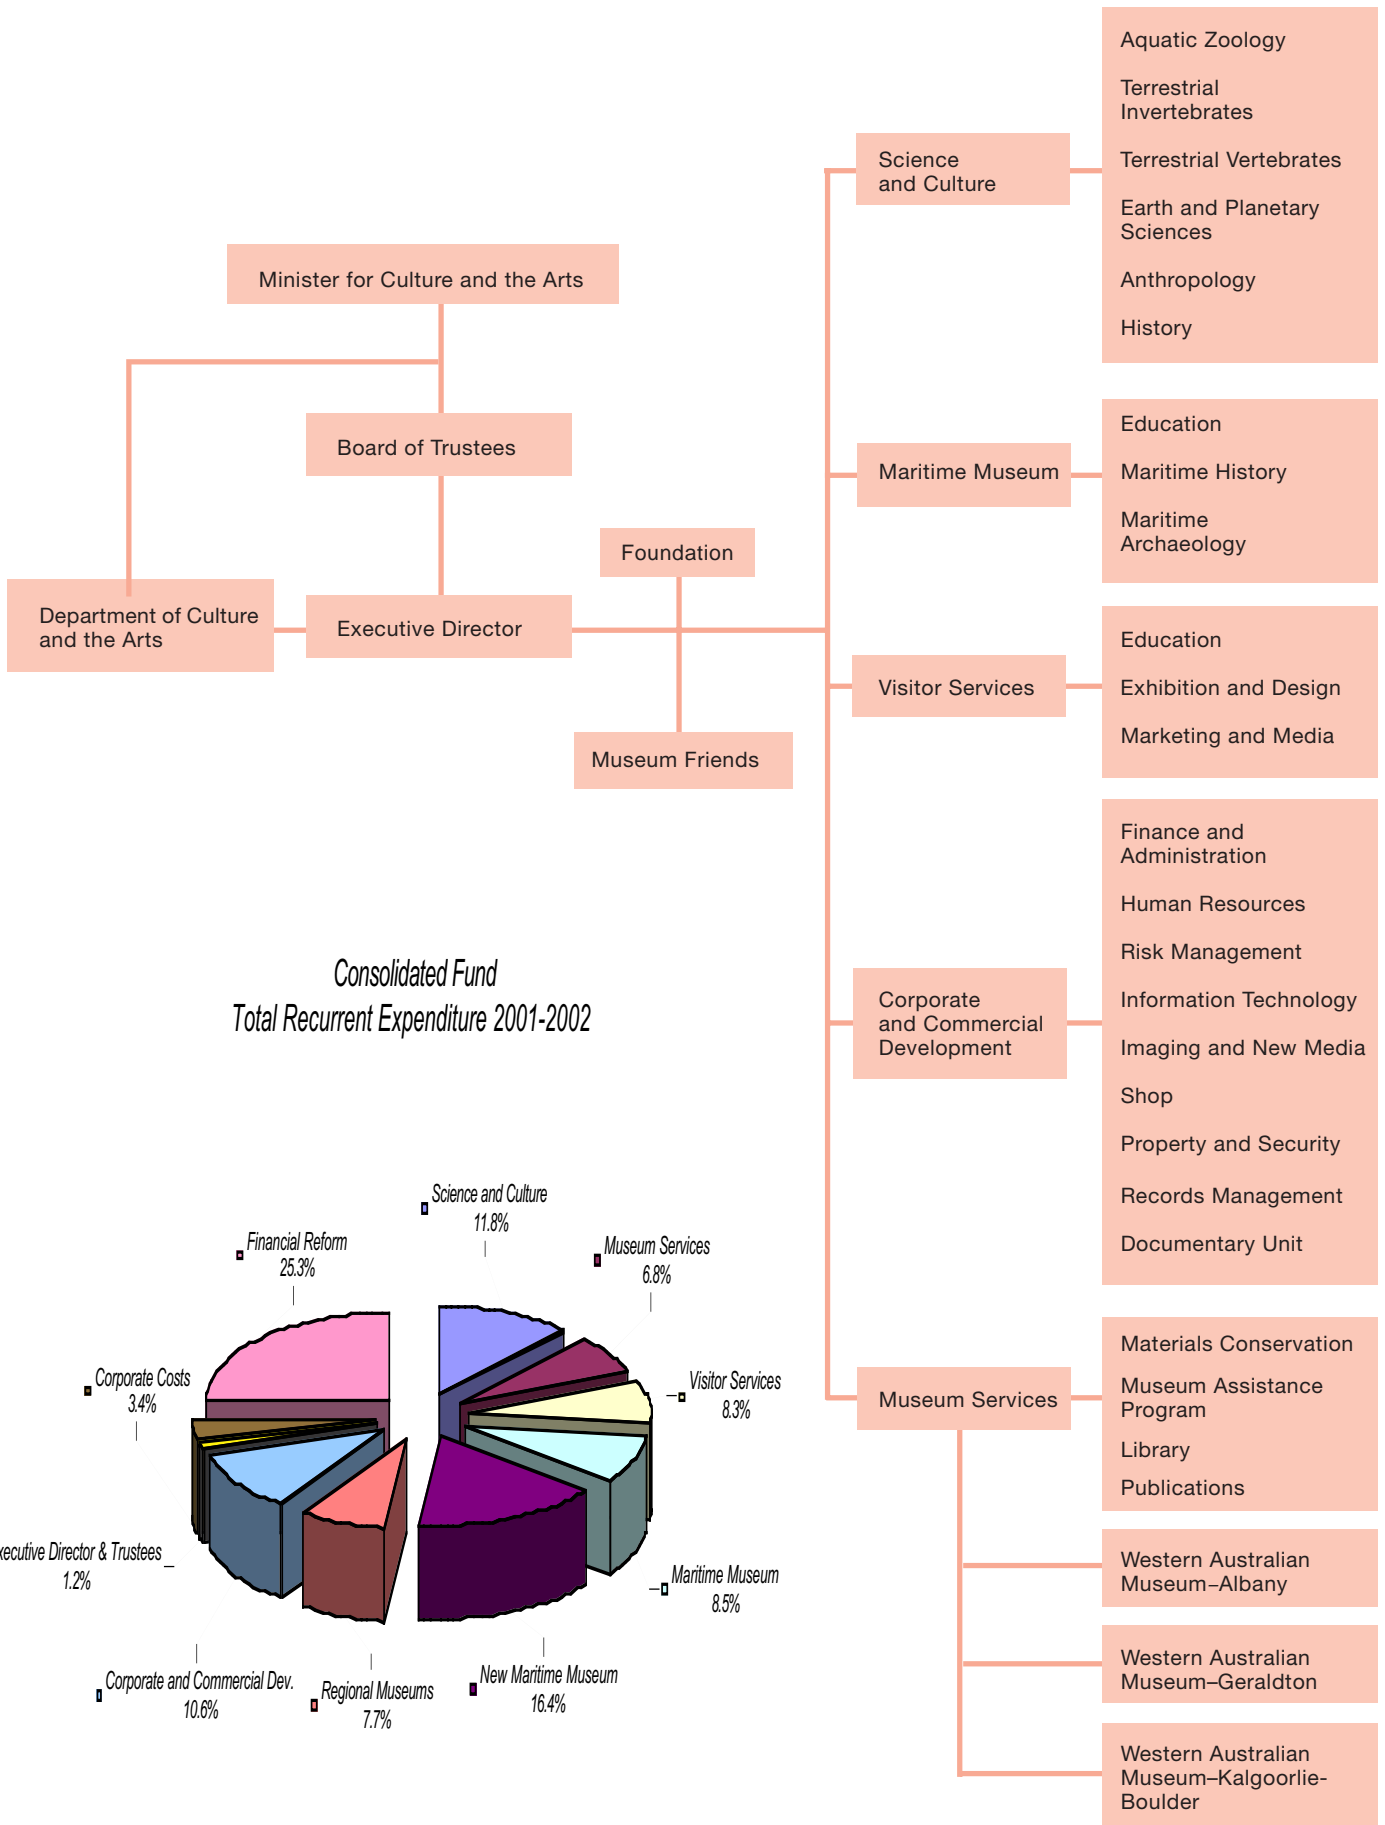 Aquatic Zoology
Terrestrial
Invertebrates
Terrestrial Vertebrates
Earth and Planetary
Sciences
Anthropology
History
Science
and Culture
Minister for Culture and the Arts
Board of Trustees
Department of Culture
and the Arts
Executive Director
Foundation
Museum Friends
Maritime Museum
Education
Maritime History
Maritime
Archaeology
Visitor Services
Education
Exhibition and Design
Marketing and Media
Corporate
and Commercial
Development
Finance and
Administration
Human Resources
Risk Management
Information Technology
Imaging and New Media
Shop
Property and Security
Records Management
Documentary Unit
Museum Services
Materials Conservation
Museum Assistance
Program
Library
Publications
Western Australian
Museum–Albany
Western Australian
Museum–Geraldton
Western Australian
Museum–Kalgoorlie-
Boulder
Consolidated Fund
Total Recurrent Expenditure 2001-2002
Science and Culture
11.8%
Museum Services
6.8%
Visitor Services
8.3%
Maritime Museum
8.5%
New Maritime Museum
16.4%
Regional Museums
7.7%
Corporate and Commercial Dev.
10.6%
xecutive Director & Trustees
1.2%
Corporate Costs
3.4%
Financial Reform
25.3%